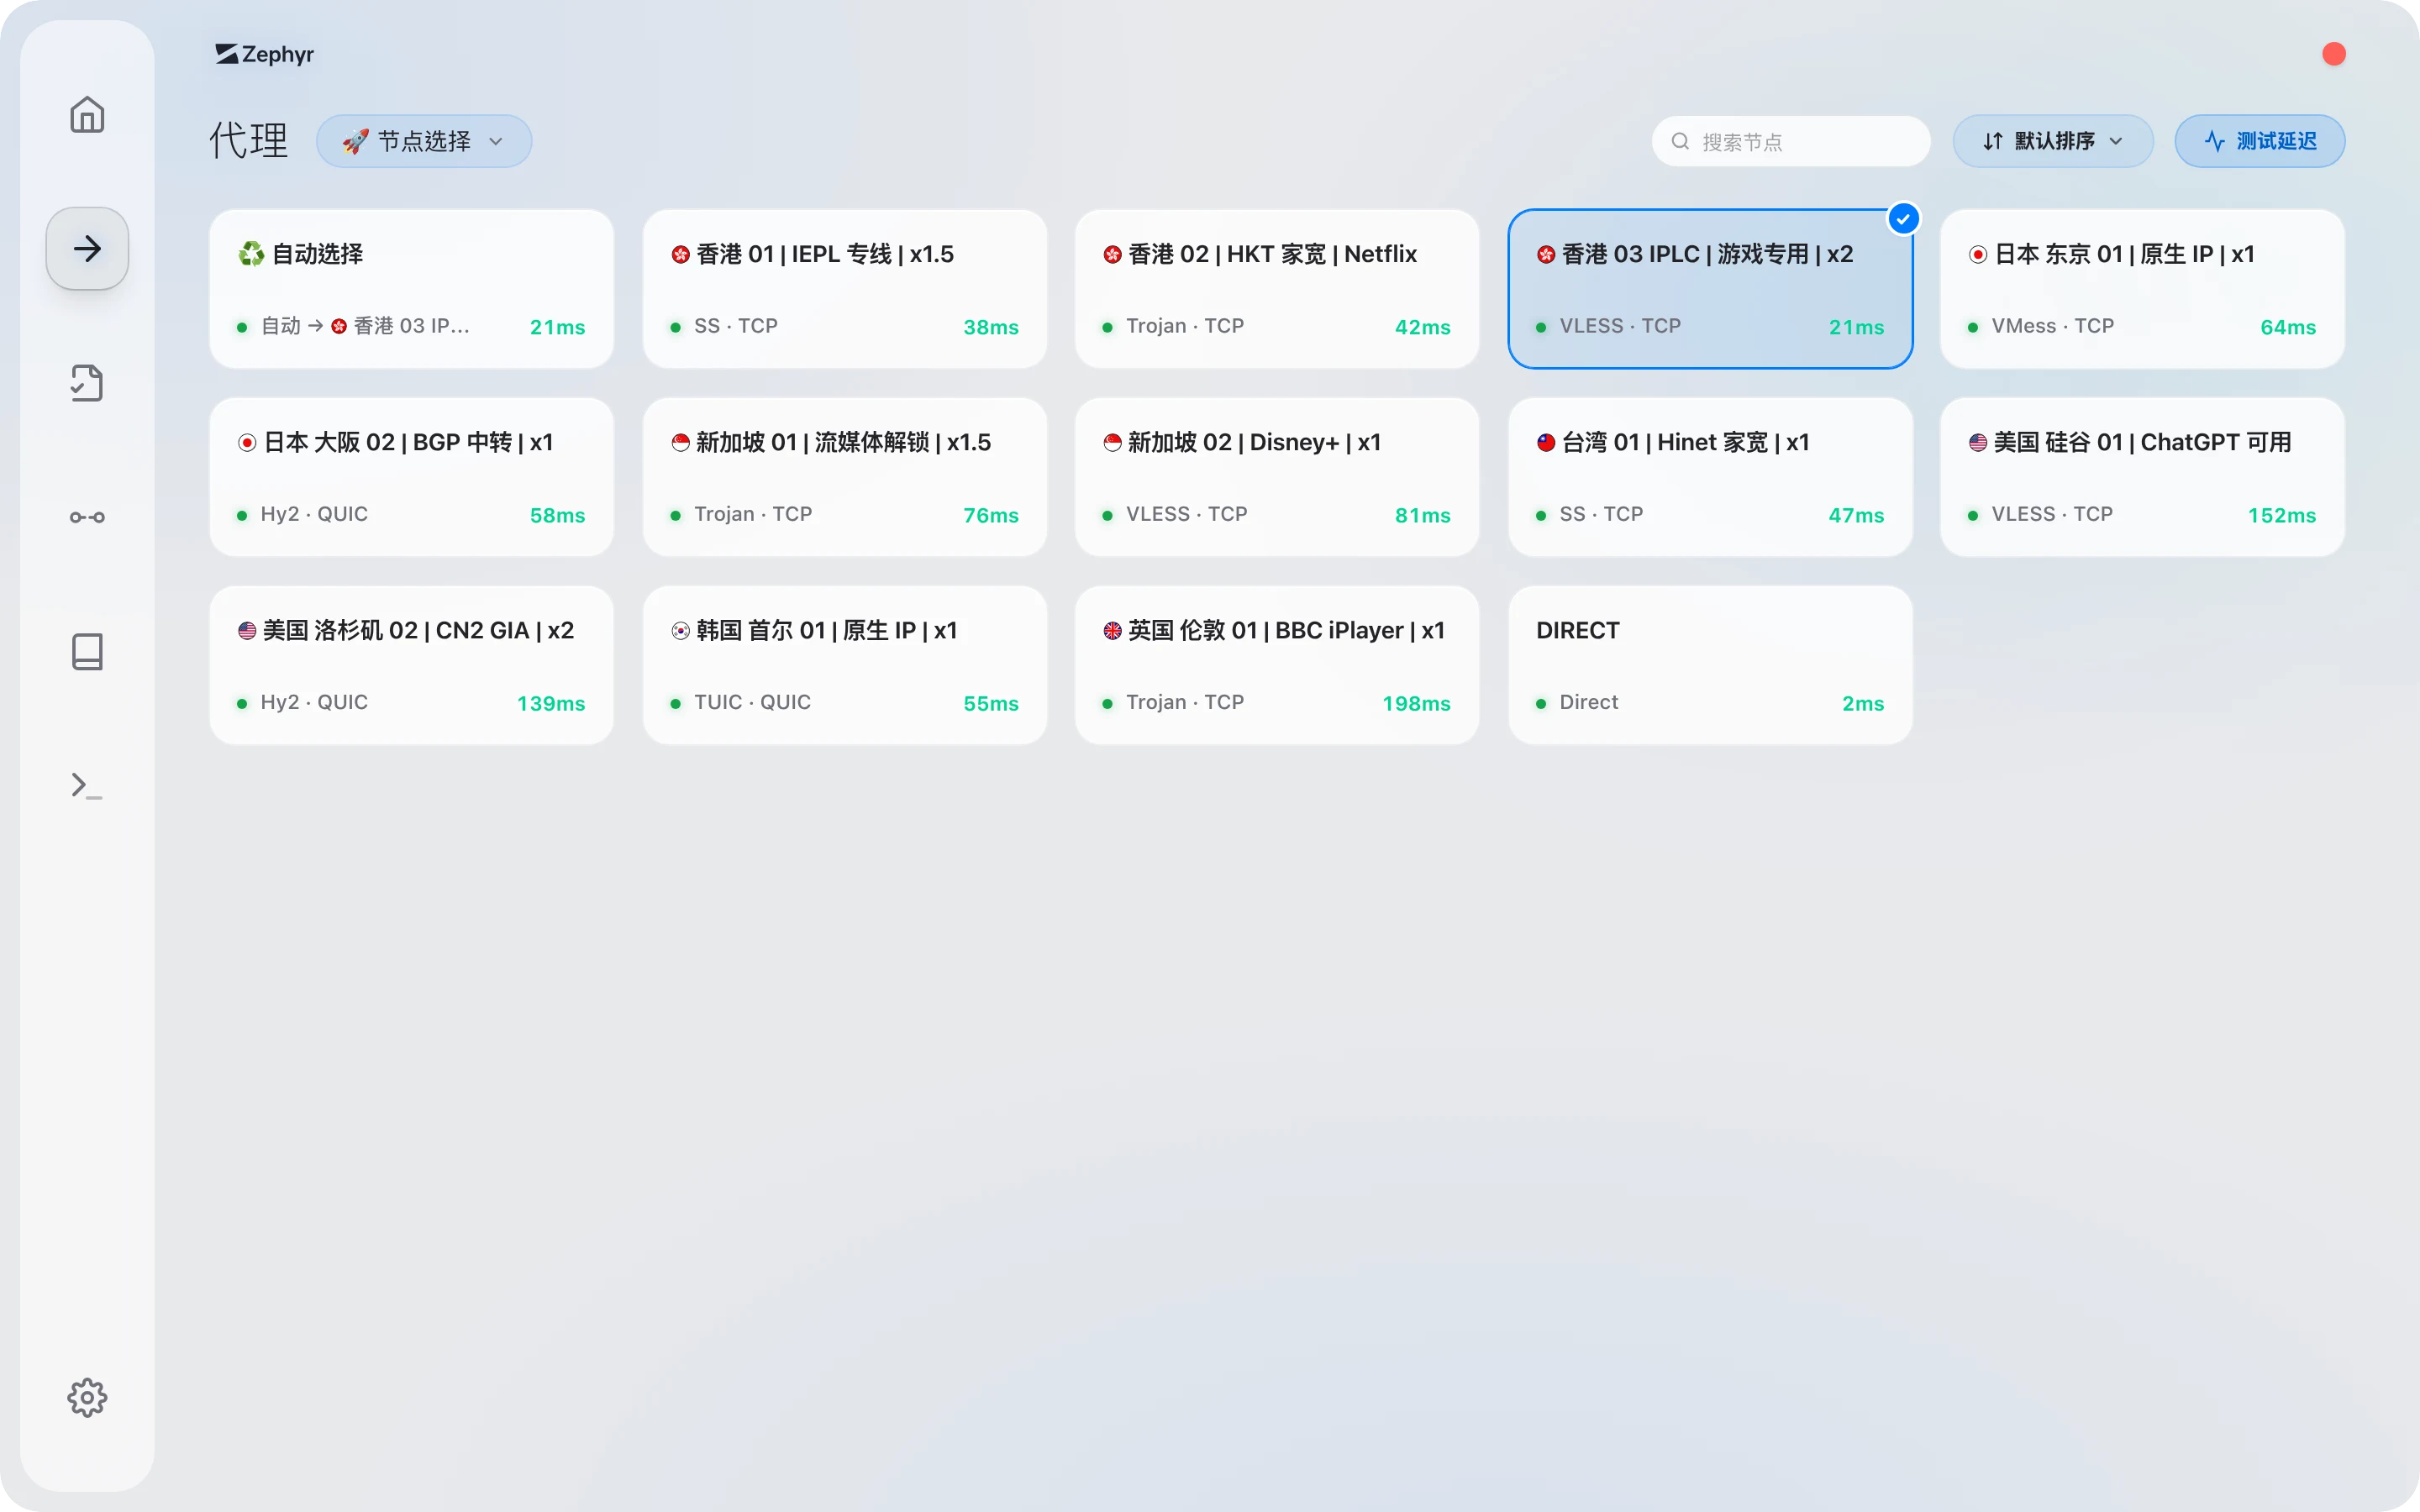 Zephyr
代理
🚀 节点选择
搜索节点
默认排序
测试延迟
♻️ 自动选择
自动 → 🇭🇰 香港 03 IP...
21ms
🇭🇰 香港 01 | IEPL 专线 | x1.5
SS · TCP
38ms
🇭🇰 香港 02 | HKT 家宽 | Netflix
Trojan · TCP
42ms
🇭🇰 香港 03 IPLC | 游戏专用 | x2
VLESS · TCP
21ms
🇯🇵 日本 东京 01 | 原生 IP | x1
VMess · TCP
64ms
🇯🇵 日本 大阪 02 | BGP 中转 | x1
Hy2 · QUIC
58ms
🇸🇬 新加坡 01 | 流媒体解锁 | x1.5
Trojan · TCP
76ms
🇸🇬 新加坡 02 | Disney+ | x1
VLESS · TCP
81ms
🇹🇼 台湾 01 | Hinet 家宽 | x1
SS · TCP
47ms
🇺🇸 美国 硅谷 01 | ChatGPT 可用
VLESS · TCP
152ms
🇺🇸 美国 洛杉矶 02 | CN2 GIA | x2
Hy2 · QUIC
139ms
🇰🇷 韩国 首尔 01 | 原生 IP | x1
TUIC · QUIC
55ms
🇬🇧 英国 伦敦 01 | BBC iPlayer | x1
Trojan · TCP
198ms
DIRECT
Direct
2ms